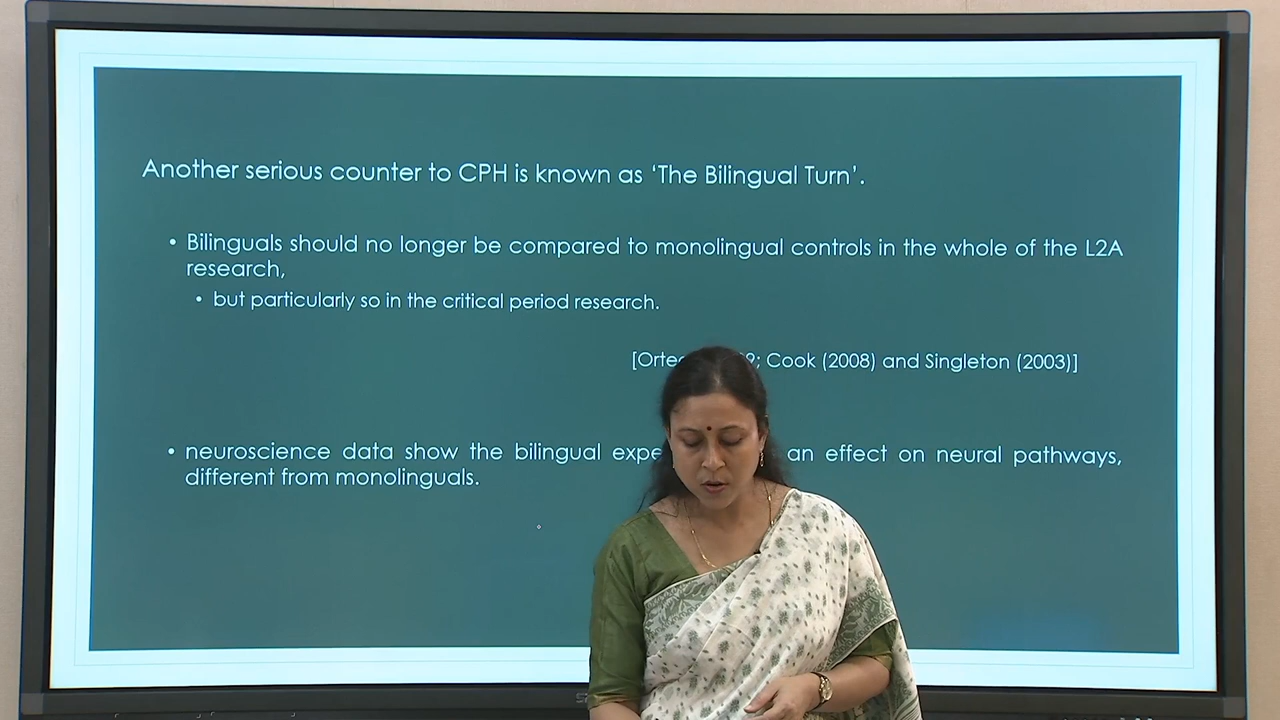 Another serious counter to CPH is known as ‘The Bilingual Turn’.
• Bilinguals should no longer be compared to monolingual controls in the whole of the L2A
research,
• but particularly so in the critical period research.
Cook (2008) and Singleton (2003)]
• neuroscience data show the bilingual an effect on neural pathways,
different from monolinguals.